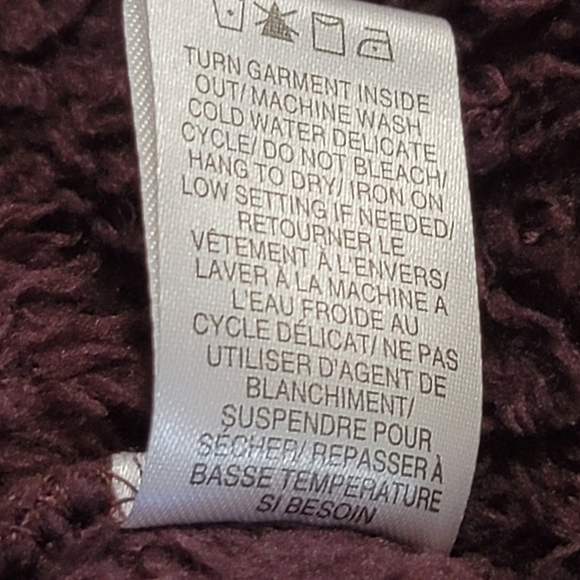 TURN GARMENT INSIDE
OUT/ MACHINE WASH
COLD WATER DELICATE
CYCLE/ DO NOT BLEACH/
HANG TO DRY/ IRON ON
LOW SETTING IF NEEDED/
RETOURNER LE
VÊTEMENT À L'ENVERS/
LAVER À LA MACHINE A
L'EAU FROIDE AU
CYCLE DÉLICAT/ NE PAS
UTILISER D'AGENT DE
BLANCHIMENT/
SUSPENDRE POUR
SÉCHER/ REPASSER À
BASSE TEMPÉRATURE
SI BESOIN